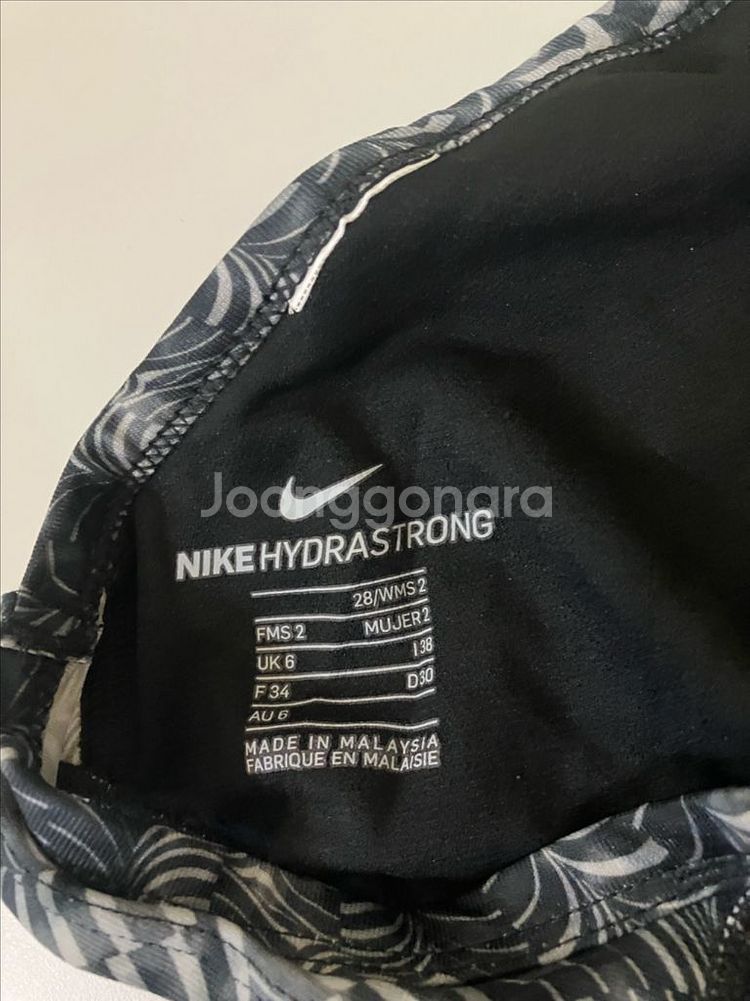 Joonggonara
NIKE HYDRASTRONG
28/WMS 2
FMS 2 MUJER 2
UK 6 I 38
F 34 D 30
AU 6
MADE IN MALAYSIA
FABRIQUE EN MALAISIE